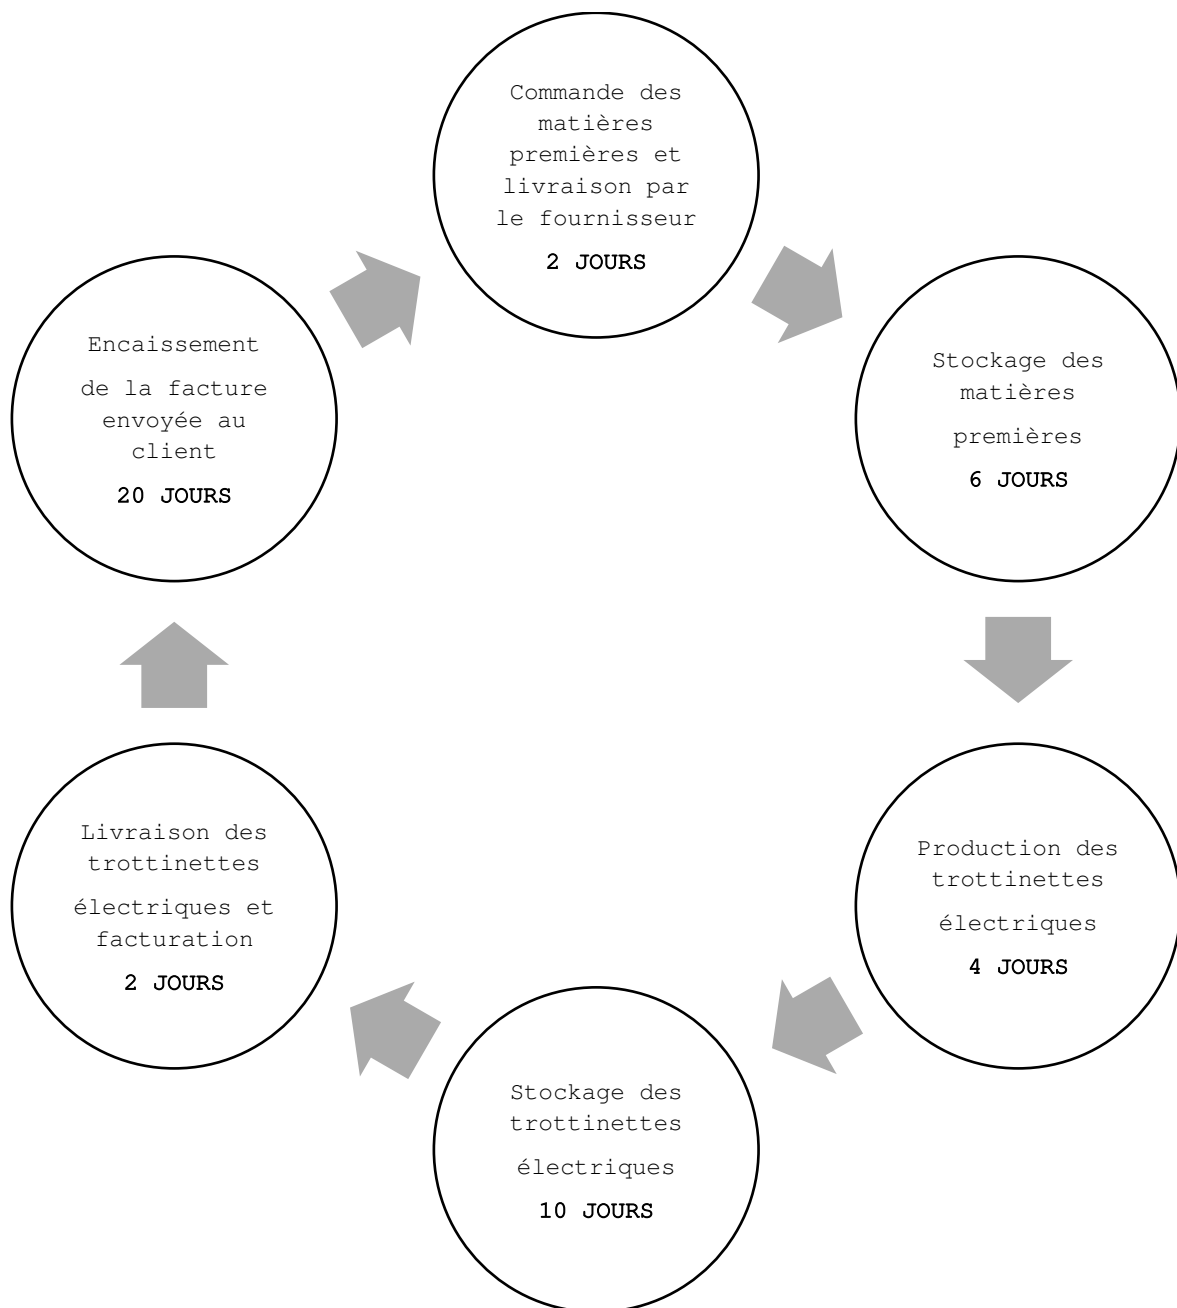 Commande des
matières
premières et
livraison par
le fournisseur
2 JOURS
Stockage des
matières
premières
6 JOURS
Production des
trottinettes
électriques
4 JOURS
Stockage des
trottinettes
électriques
10 JOURS
Livraison des
trottinettes
électriques et
facturation
2 JOURS
Encaissement
de la facture
envoyée au
client
20 JOURS